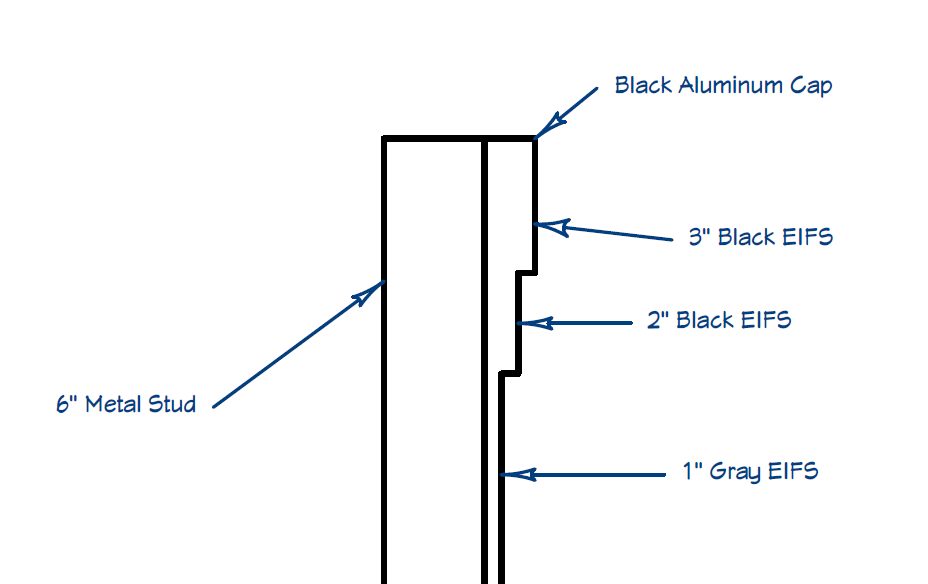 Black Aluminum Cap
3" Black EIFS
2" Black EIFS
6" Metal Stud
1" Gray EIFS